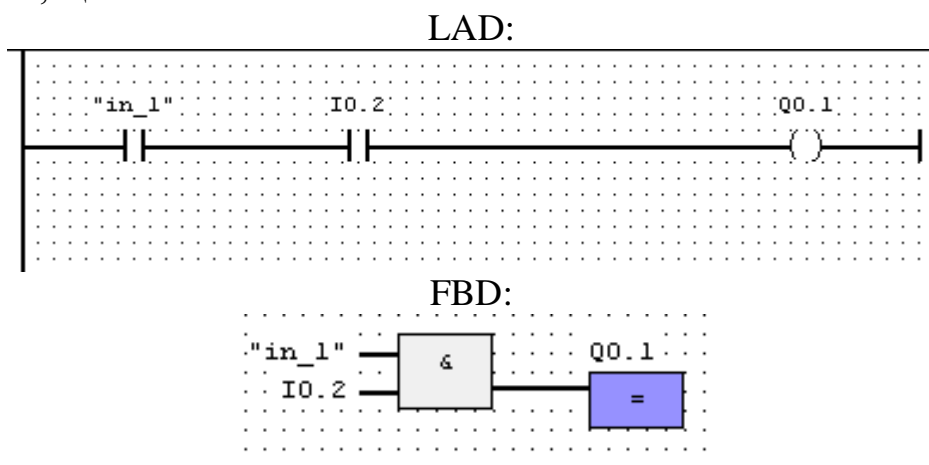 LAD:
"in_1" I0.2 Q0.1
FBD:
"in_1" & Q0.1
I0.2 =